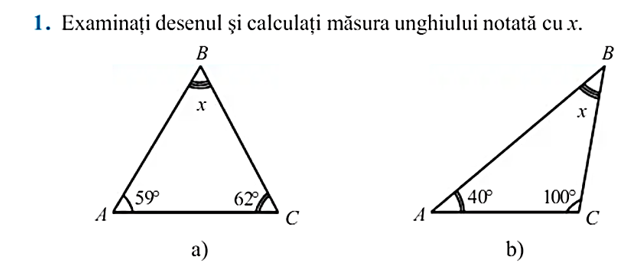 1. Examinați desenul și calculați măsura unghiului notată cu x.
B
x
59°
62°
A
C
a)
B
x
40°
100°
A
C
b)